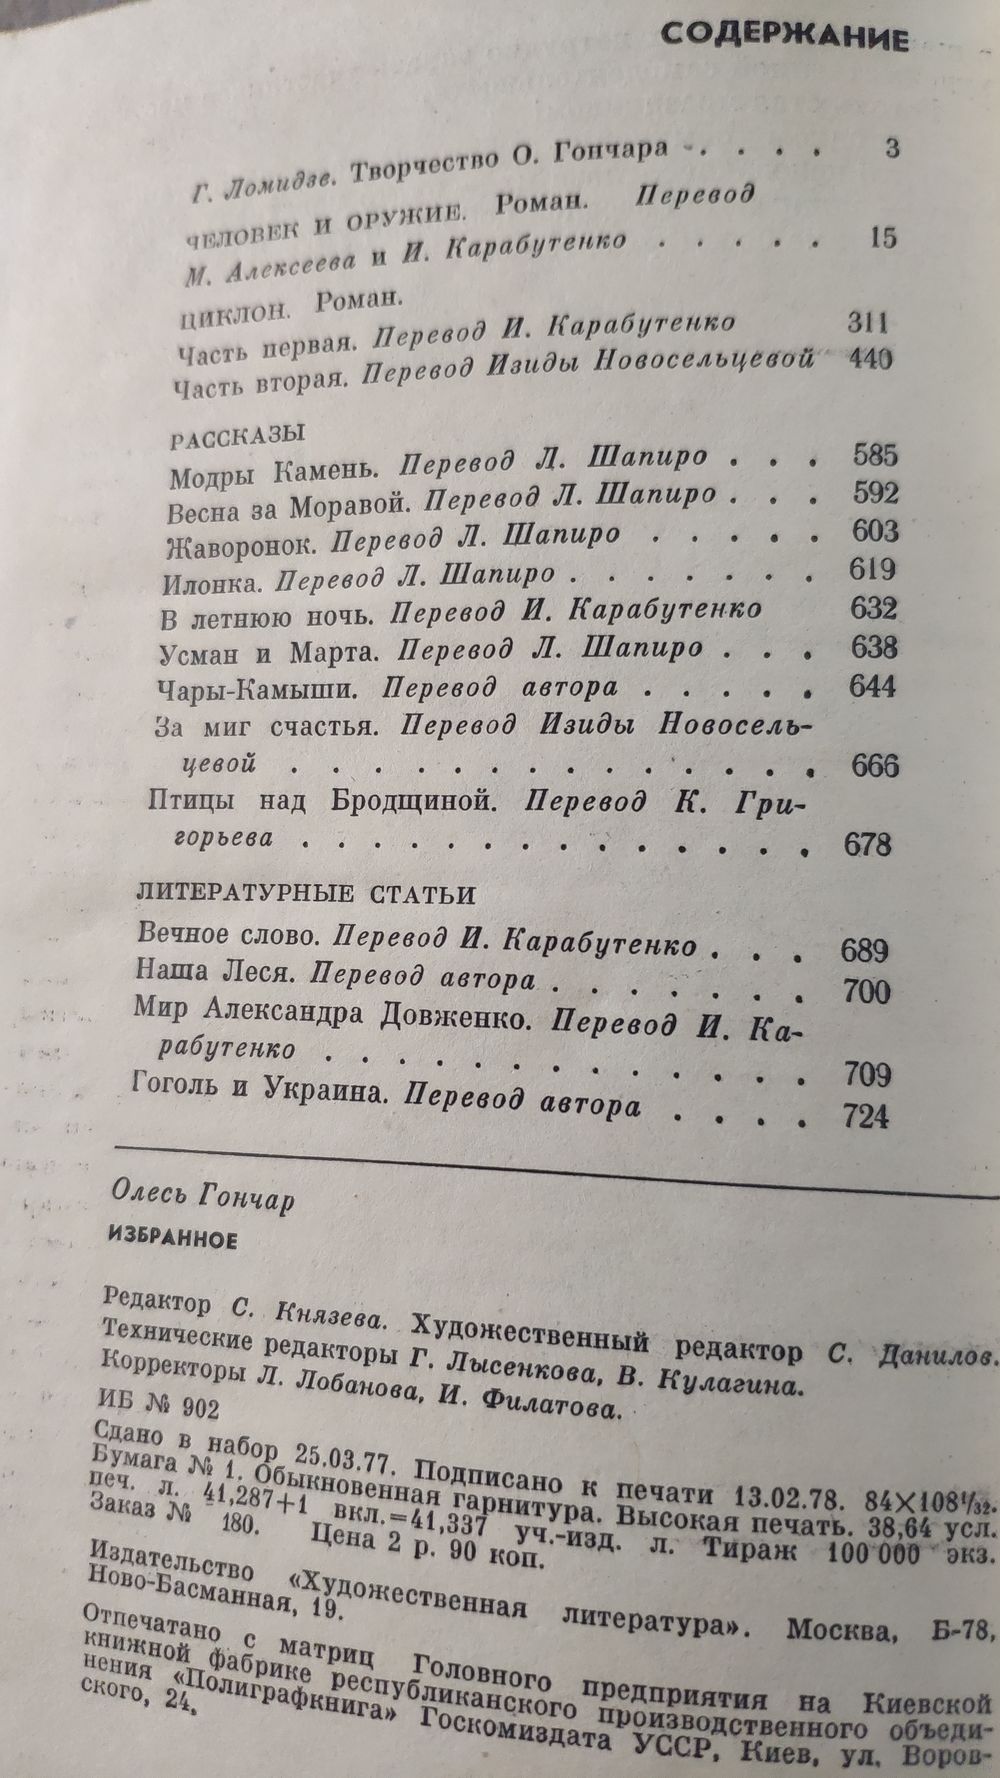 СОДЕРЖАНИЕ
Г. Ломидзе. Творчество О. Гончара . . . . 3
ЧЕЛОВЕК И ОРУЖИЕ. Роман. Перевод
М. Алексеева и И. Карабутенко . . . . . 15
ЦИКЛОН. Роман.
Часть первая. Перевод И. Карабутенко 311
Часть вторая. Перевод Изиды Новосельцевой 440
РАССКАЗЫ
Модры Камень. Перевод Л. Шапиро . . . 585
Весна за Моравой. Перевод Л. Шапиро . . . 592
Жаворонок. Перевод Л. Шапиро . . . . . 603
Илонка. Перевод Л. Шапиро . . . . . . . 619
В летнюю ночь. Перевод И. Карабутенко 632
Усман и Марта. Перевод Л. Шапиро . . . 638
Чары-Камыши. Перевод автора . . . . . 644
За миг счастья. Перевод Изиды Новосель-
цевой . . . . . . . . . . . . . . 666
Птицы над Бродщиной. Перевод К. Гри-
горьева . . . . . . . . . . . . . . 678
ЛИТЕРАТУРНЫЕ СТАТЬИ
Вечное слово. Перевод И. Карабутенко . . . 689
Наша Леся. Перевод автора . . . . . . . 700
Мир Александра Довженко. Перевод И. Ка-
рабутенко . . . . . . . . . . . . . 709
Гоголь и Украина. Перевод автора . . . . 724
Олесь Гончар
ИЗБРАННОЕ
Редактор С. Князева. Художественный редактор С. Данилов.
Технические редакторы Г. Лысенкова, В. Кулагина.
Корректоры Л. Лобанова, И. Филатова.
ИБ № 902
Сдано в набор 25.03.77. Подписано к печати 13.02.78. 84×108 1/32.
Бумага № 1. Обыкновенная гарнитура. Высокая печать. 38,64 усл.
печ. л. 41,287+1 вкл.=41,337 уч.-изд. л. Тираж 100 000 экз.
Заказ № 180. Цена 2 р. 90 коп.
Издательство «Художественная литература». Москва, Б-78,
Ново-Басманная, 19.
Отпечатано с матриц Головного предприятия на Киевской
книжной фабрике республиканского производственного объеди-
нения «Полиграфкнига» Госкомиздата УССР, Киев, ул. Воров-
ского, 24.